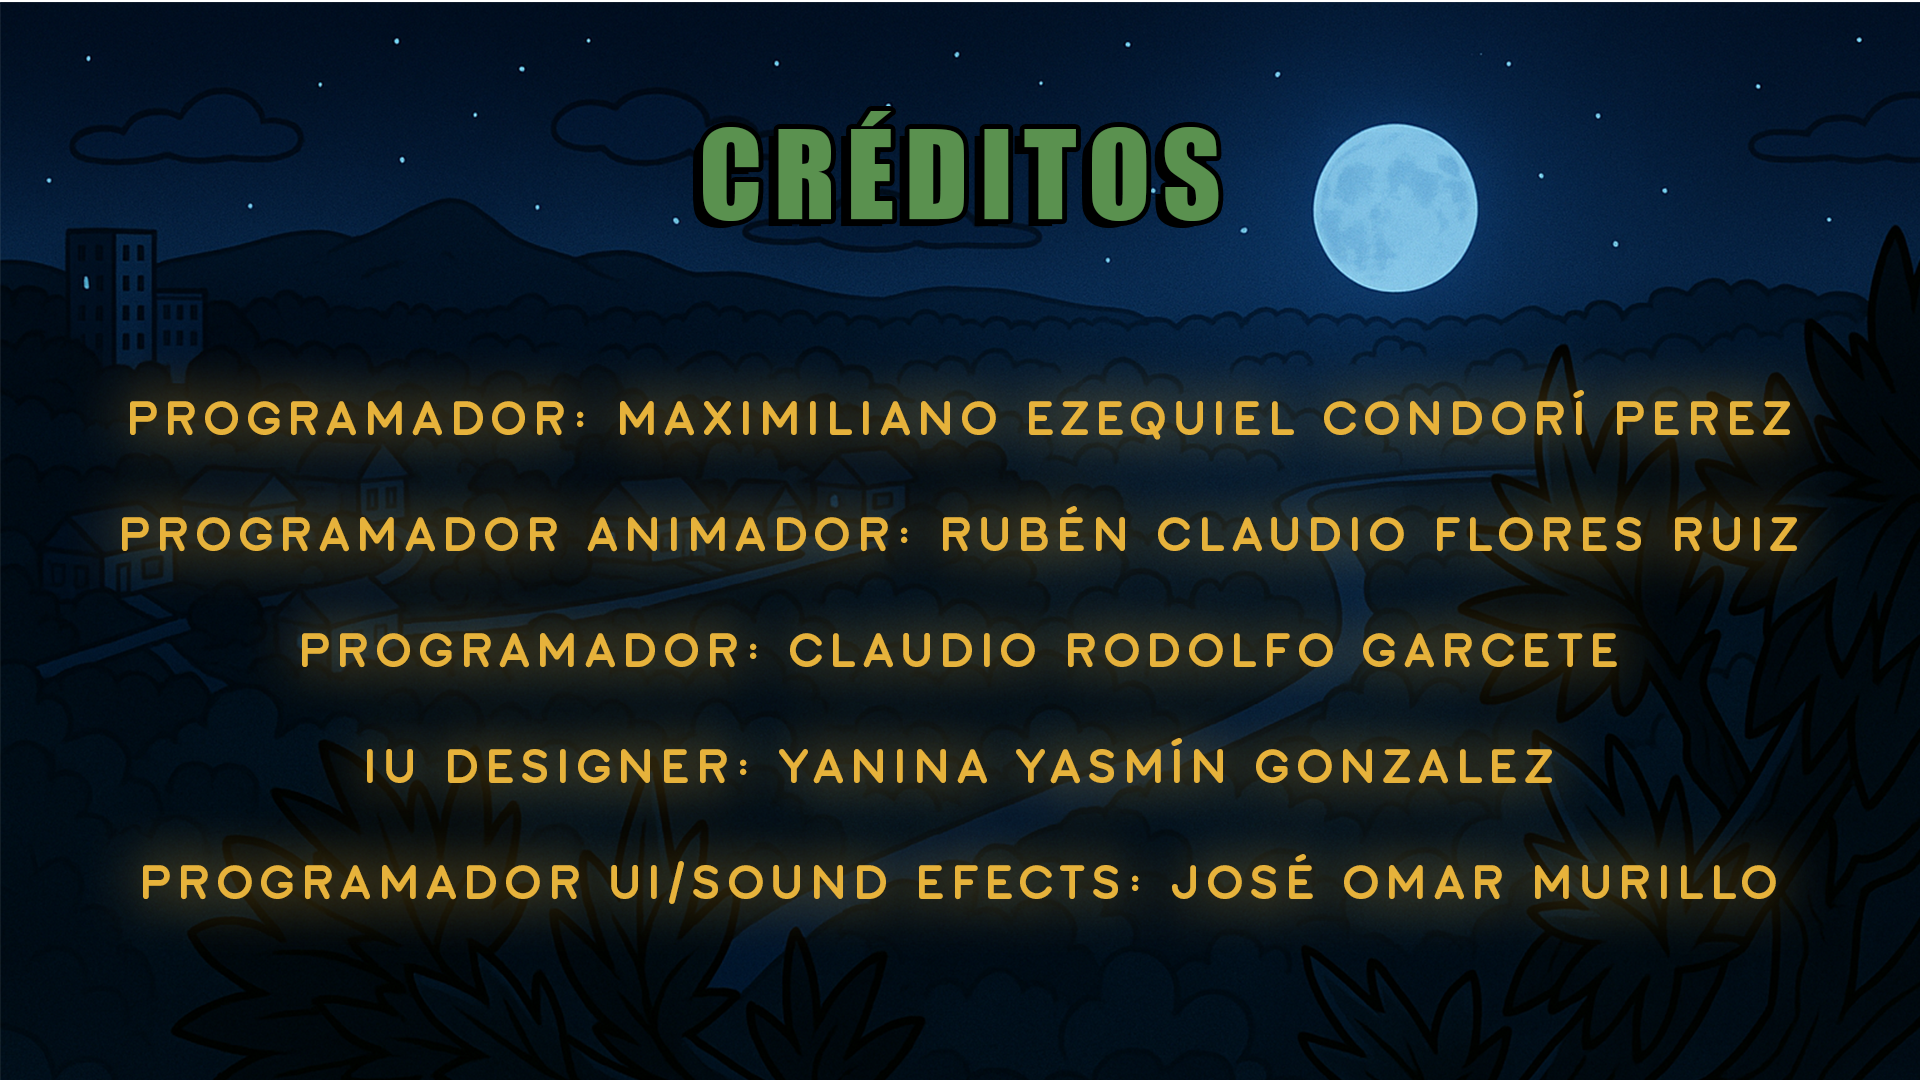 CRÉDITOS
PROGRAMADOR: MAXIMILIANO EZEQUIEL CONDORÍ PEREZ
PROGRAMADOR ANIMADOR: RUBÉN CLAUDIO FLORES RUIZ
PROGRAMADOR: CLAUDIO RODOLFO GARCETE
IU DESIGNER: YANINA YASMÍN GONZALEZ
PROGRAMADOR UI/SOUND EFECTS: JOSÉ OMAR MURILLO